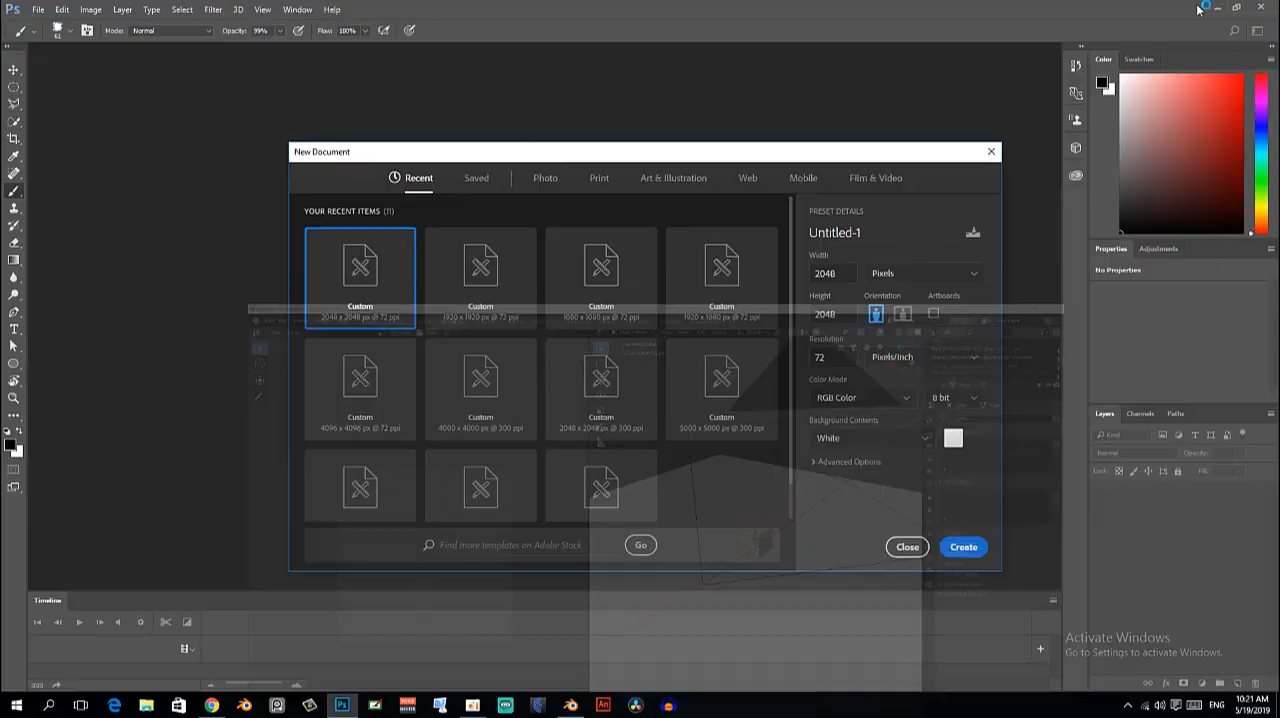 Ps File Edit Image Layer Type Select Filter 3D View Window Help
61 Mode: Normal Opacity: 99% Flow: 100%
Color Swatches
New Document
Recent Saved Photo Print Art & Illustration Web Mobile Film & Video
YOUR RECENT ITEMS (11)
Custom
2048 x 2048 px @ 72 ppi
Custom
1920 x 1920 px @ 72 ppi
Custom
1080 x 1080 px @ 72 ppi
Custom
1920 x 1080 px @ 72 ppi
Custom
4096 x 4096 px @ 72 ppi
Custom
4000 x 4000 px @ 300 ppi
Custom
2048 x 2048 px @ 300 ppi
Custom
5000 x 5000 px @ 300 ppi
Find more templates on Adobe Stock Go
PRESET DETAILS
Untitled-1
Width
2048 Pixels
Height Orientation Artboards
2048
Resolution
72 Pixels/Inch
Color Mode
RGB Color 8 bit
Background Contents
White
Advanced Options
Close Create
Properties Adjustments
No Properties
Layers Channels Paths
Kind
Normal Opacity:
Lock: Fill:
Timeline
Activate Windows
Go to Settings to activate Windows.
Ps An ENG 10:21 AM
5/19/2019